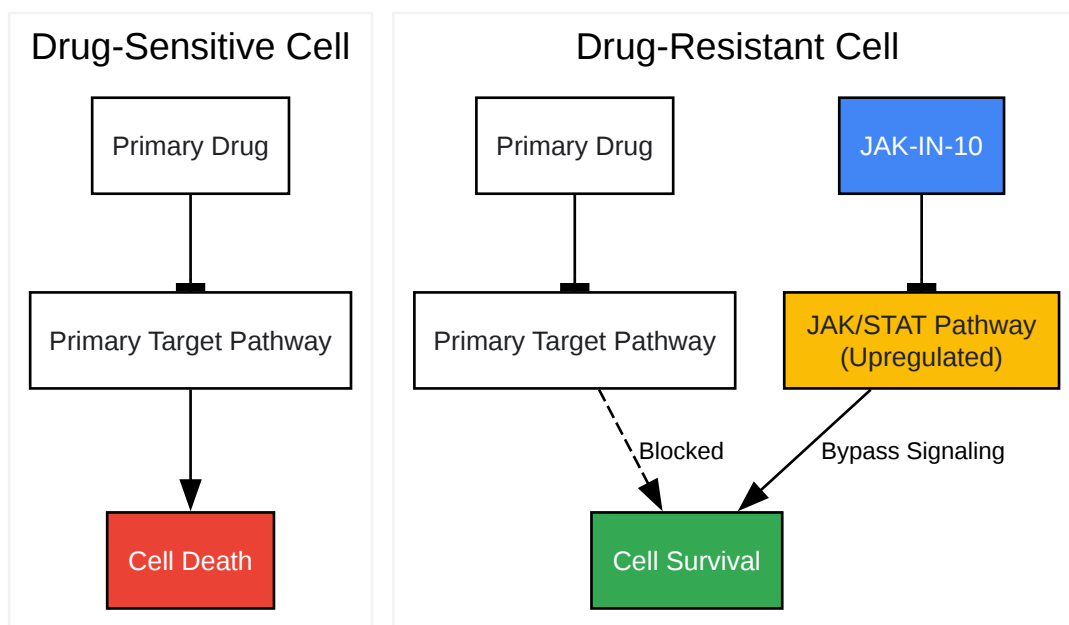 Drug-Sensitive Cell
Primary Drug
Primary Target Pathway
Cell Death
Drug-Resistant Cell
Primary Drug
JAK-IN-10
Primary Target Pathway
JAK/STAT Pathway
(Upregulated)
Blocked
Bypass Signaling
Cell Survival